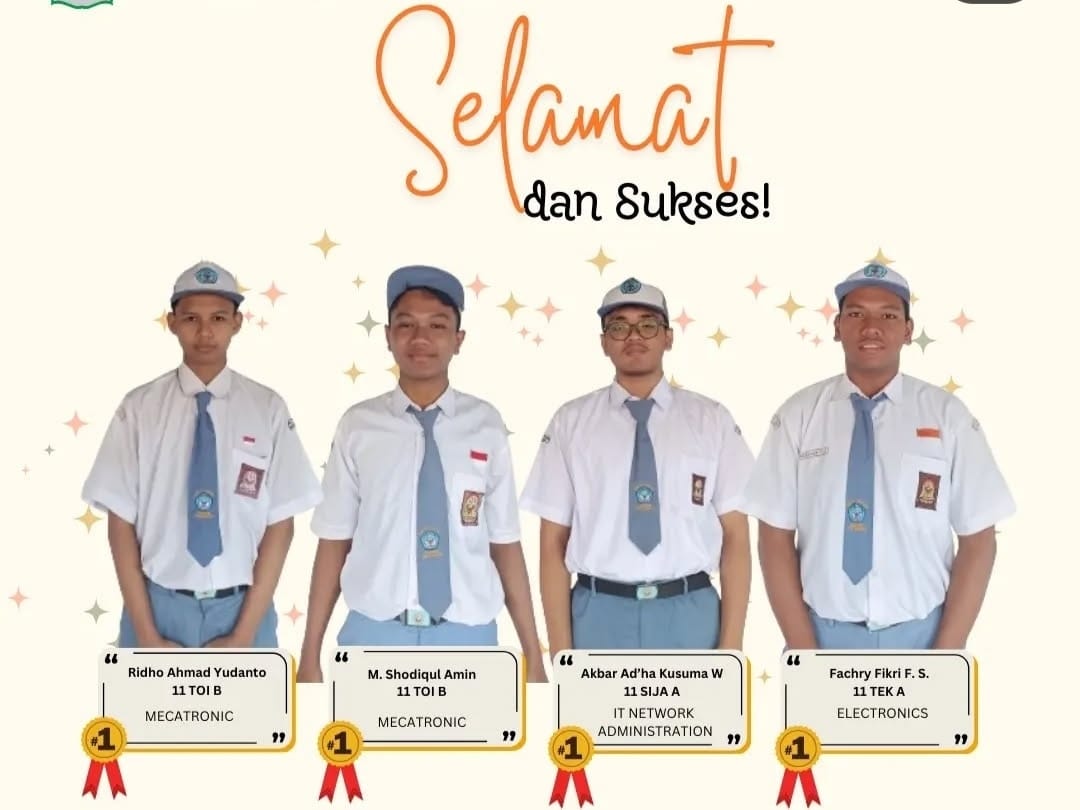 Selamat
dan Sukses!
Ridho Ahmad Yudanto
11 TOI B
MECATRONIC
#1
M. Shodiqul Amin
11 TOI B
MECATRONIC
#1
Akbar Ad'ha Kusuma W
11 SIJA A
IT NETWORK
ADMINISTRATION
#1
Fachry Fikri F. S.
11 TEK A
ELECTRONICS
#1